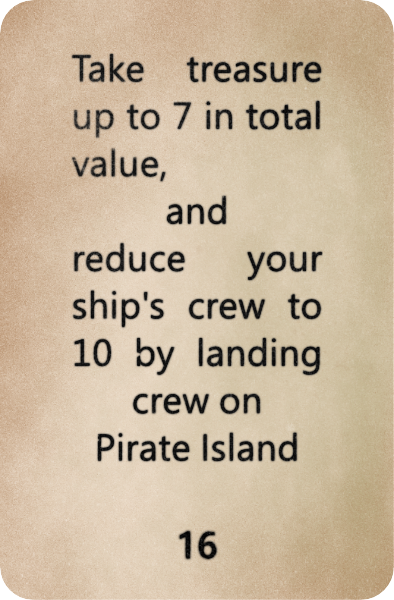 Take treasure
up to 7 in total
value,
and
reduce your
ship's crew to
10 by landing
crew on
Pirate Island
16